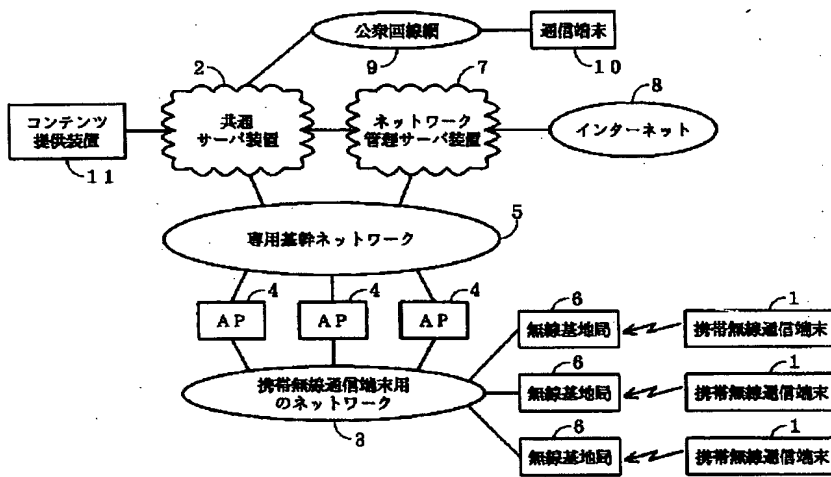 公衆回線網
通信端末
9
10
2
7
8
コンテンツ
提供装置
11
共通
サーバ装置
ネットワーク
管理サーバ装置
インターネット
5
専用基幹ネットワーク
4
4
4
AP
AP
AP
6
1
無線基地局
携帯無線通信端末
6
1
携帯無線通信端末用
のネットワーク
無線基地局
携帯無線通信端末
3
6
1
無線基地局
携帯無線通信端末